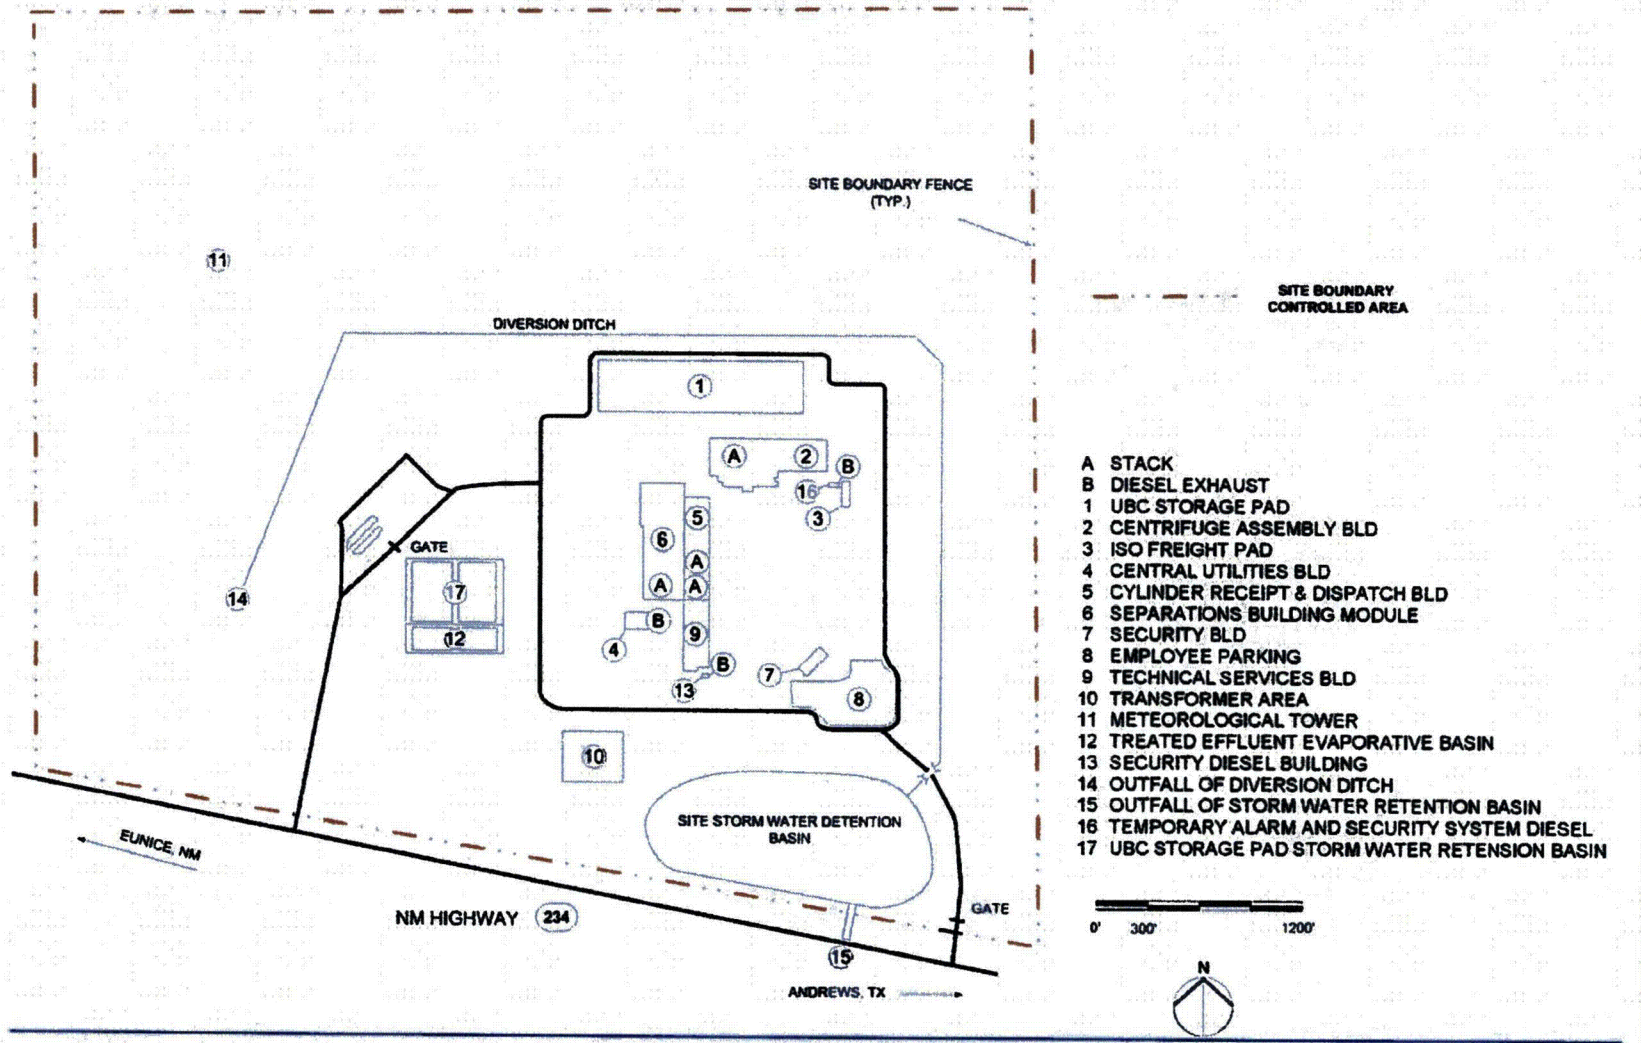 SITE BOUNDARY FENCE
(TYP.)
11
SITE BOUNDARY
CONTROLLED AREA
DIVERSION DITCH
1
A
2
B
16
3
5
6
A
A
A
GATE
17
14
12
B
9
4
B
7
13
8
10
SITE STORM WATER DETENTION
BASIN
EUNICE, NM
NM HIGHWAY 234
GATE
15
ANDREWS, TX
A STACK
B DIESEL EXHAUST
1 UBC STORAGE PAD
2 CENTRIFUGE ASSEMBLY BLD
3 ISO FREIGHT PAD
4 CENTRAL UTILITIES BLD
5 CYLINDER RECEIPT & DISPATCH BLD
6 SEPARATIONS BUILDING MODULE
7 SECURITY BLD
8 EMPLOYEE PARKING
9 TECHNICAL SERVICES BLD
10 TRANSFORMER AREA
11 METEOROLOGICAL TOWER
12 TREATED EFFLUENT EVAPORATIVE BASIN
13 SECURITY DIESEL BUILDING
14 OUTFALL OF DIVERSION DITCH
15 OUTFALL OF STORM WATER RETENTION BASIN
16 TEMPORARY ALARM AND SECURITY SYSTEM DIESEL
17 UBC STORAGE PAD STORM WATER RETENSION BASIN
0' 300' 1200'
N